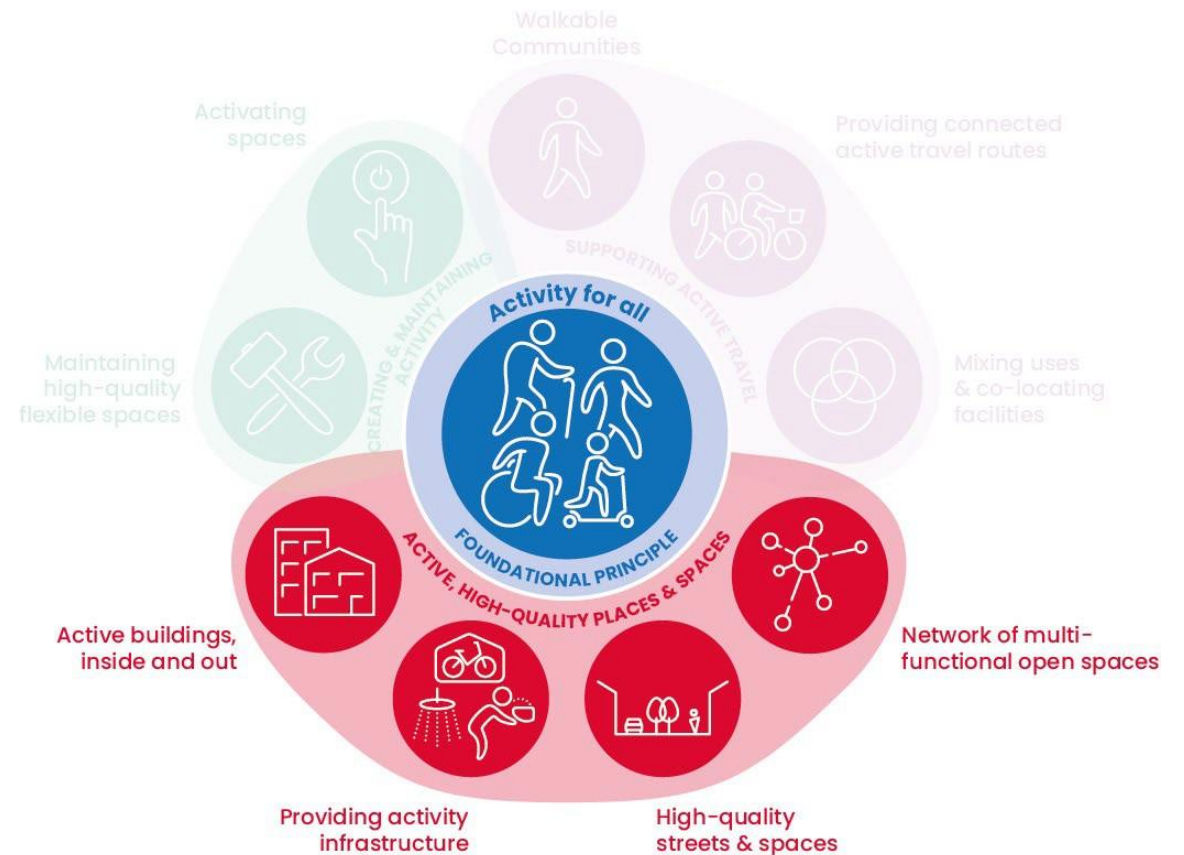 Walkable
Communities
Activating
spaces
Providing connected
active travel routes
SUPPORTING ACTIVE TRAVEL
CREATING & MAINTAINING
ACTIVITY
Activity for all
Maintaining
high-quality
flexible spaces
Mixing uses
& co-locating
facilities
FOUNDATIONAL PRINCIPLE
ACTIVE, HIGH-QUALITY PLACES & SPACES
Active buildings,
inside and out
Network of multi-
functional open spaces
Providing activity
infrastructure
High-quality
streets & spaces